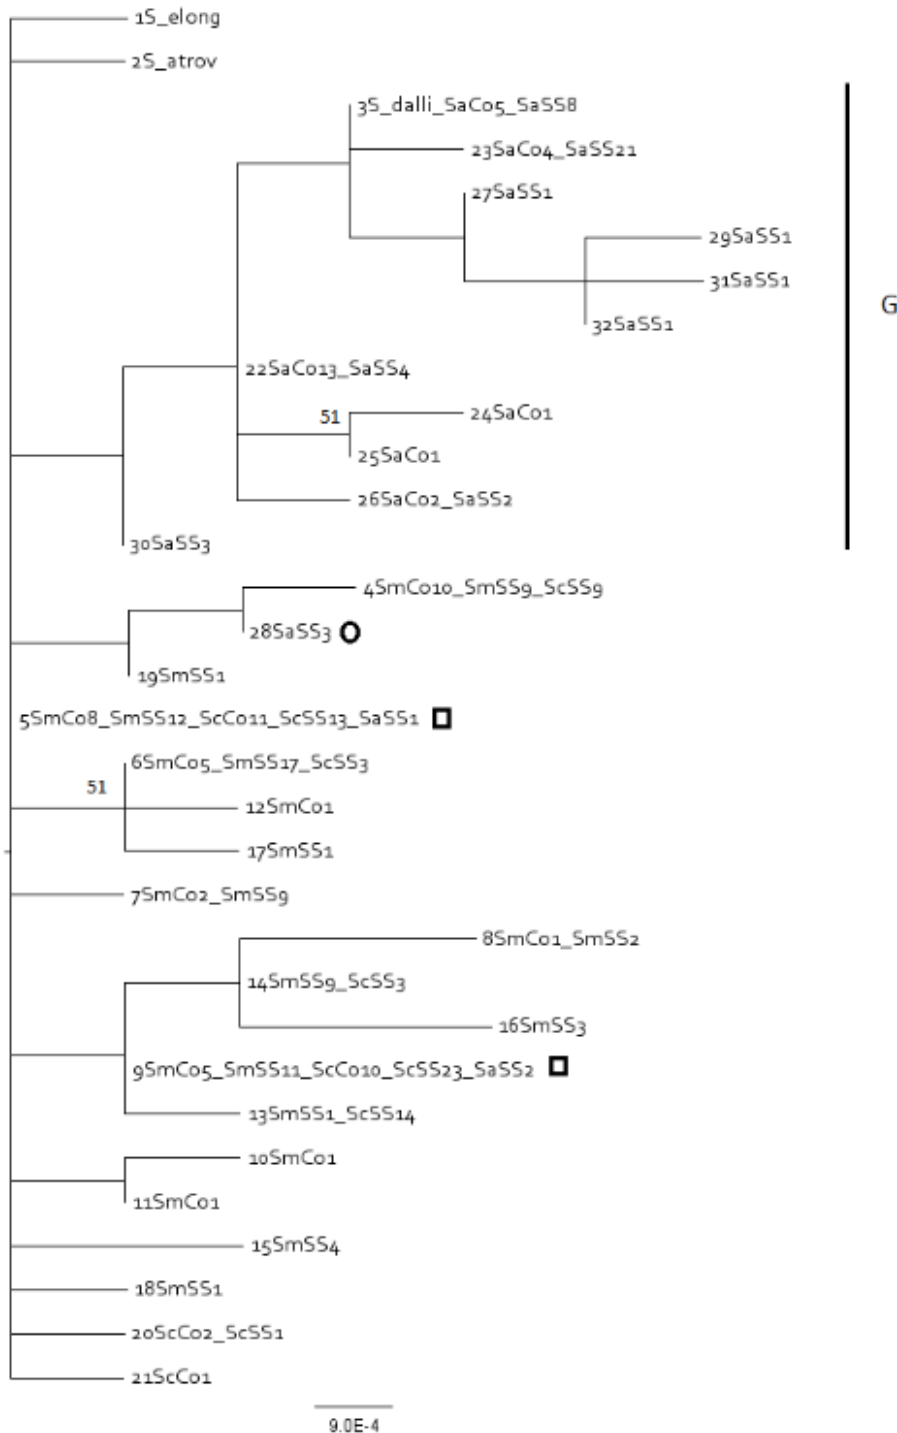 1S_elong
2S_atrov
3S_dalli_SaCo5_SaSS8
23SaCo4_SaSS21
27SaSS1
29SaSS1
31SaSS1
G
32SaSS1
22SaCo13_SaSS4
51
24SaCo1
25SaCo1
26SaCo2_SaSS2
30SaSS3
4SmCo10_SmSS9_ScSS9
28SaSS3
19SmSS1
5SmCo8_SmSS12_ScCo11_ScSS13_SaSS1
6SmCo5_SmSS17_ScSS3
51
12SmCo1
17SmSS1
7SmCo2_SmSS9
8SmCo1_SmSS2
14SmSS9_ScSS3
16SmSS3
9SmCo5_SmSS11_ScCo10_ScSS23_SaSS2
13SmSS1_ScSS14
10SmCo1
11SmCo1
15SmSS4
18SmSS1
20ScCo2_ScSS1
21ScCo1
9.0E-4